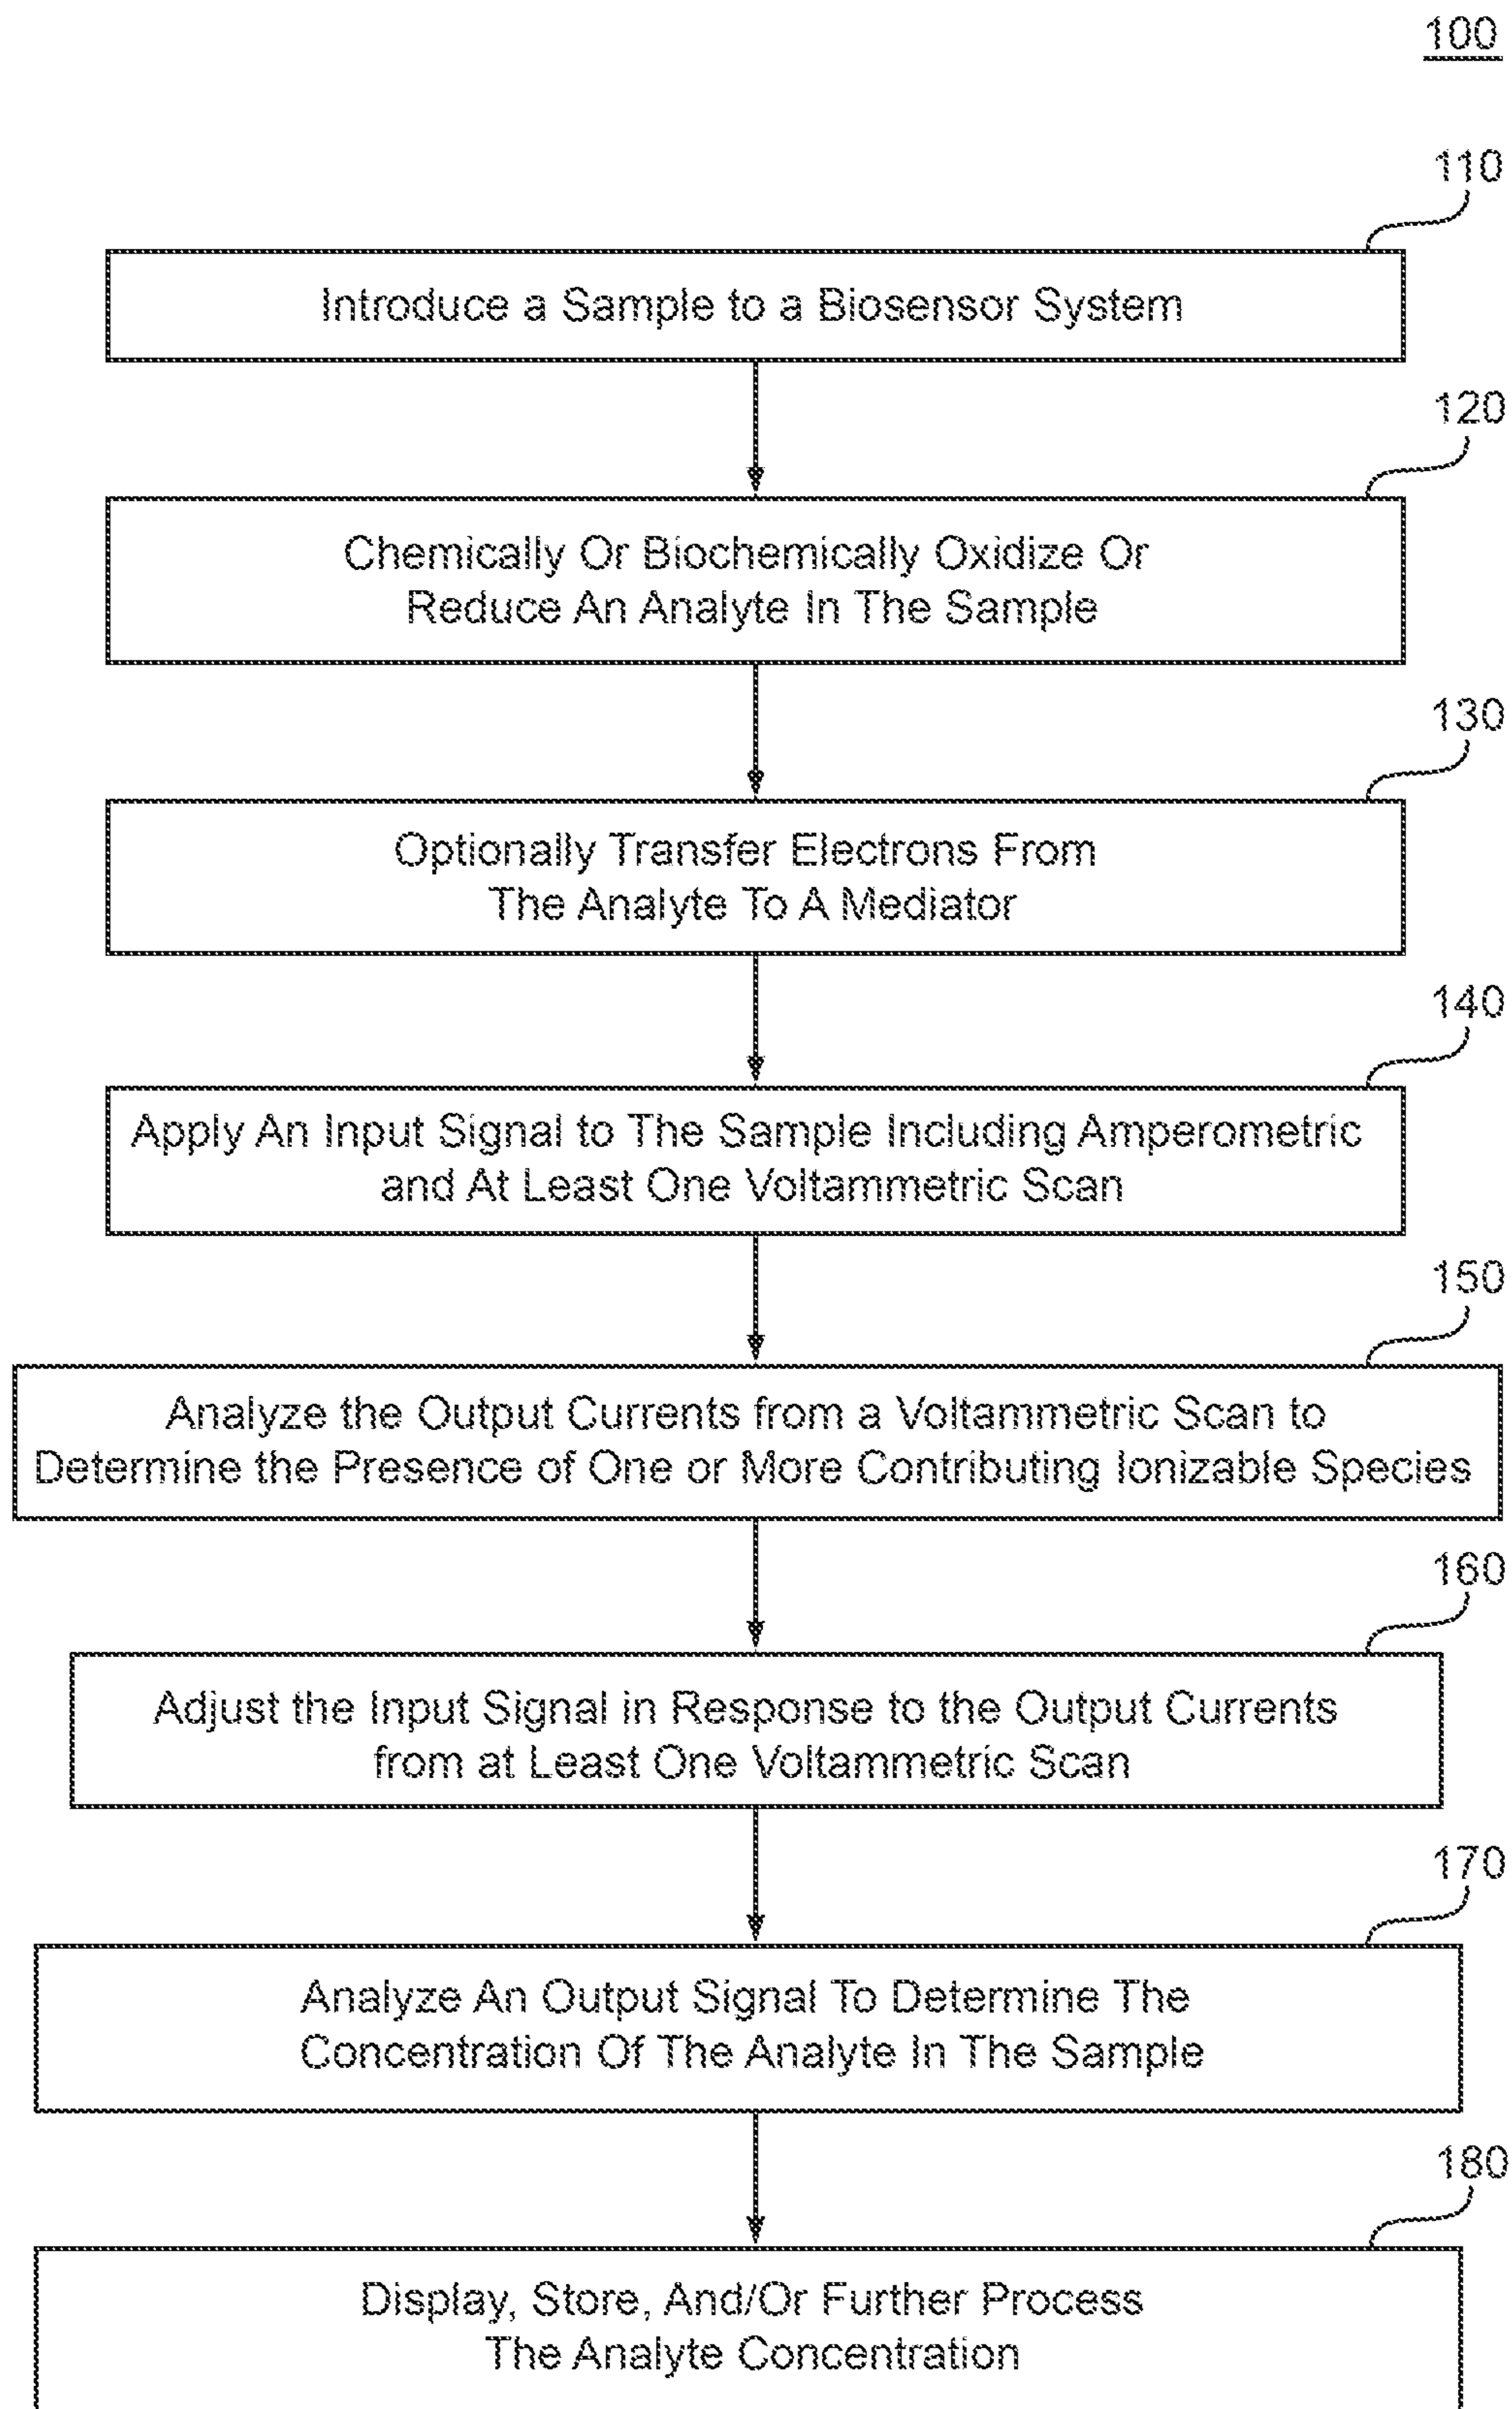 100
110
Introduce a Sample to a Biosensor System
120
Chemically Or Biochemically Oxidize Or
Reduce An Analyte In The Sample
130
Optionally Transfer Electrons From
The Analyte To A Mediator
140
Apply An Input Signal to The Sample Including Amperometric
and At Least One Voltammetric Scan
150
Analyze the Output Currents from a Voltammetric Scan to
Determine the Presence of One or More Contributing Ionizable Species
160
Adjust the Input Signal in Response to the Output Currents
from at Least One Voltammetric Scan
170
Analyze An Output Signal To Determine The
Concentration Of The Analyte In The Sample
180
Display, Store, And/Or Further Process
The Analyte Concentration